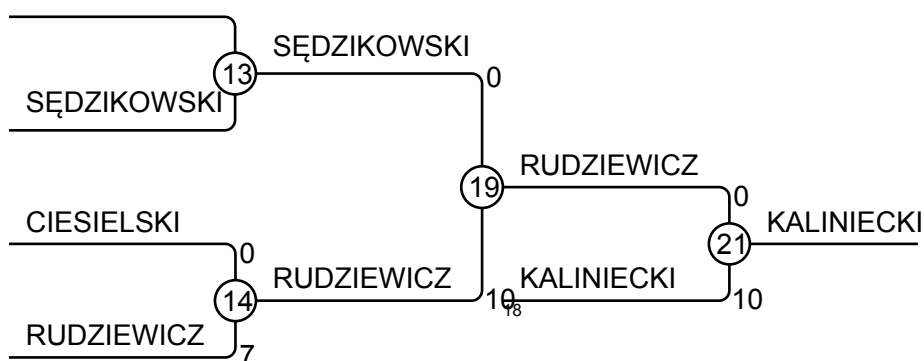 SĘDZIKOWSKI
13
0
SĘDZIKOWSKI
RUDZIEWICZ
19
0
CIESIELSKI
KALINIECKI
21
0
RUDZIEWICZ
KALINIECKI
14
10
18
10
RUDZIEWICZ
7